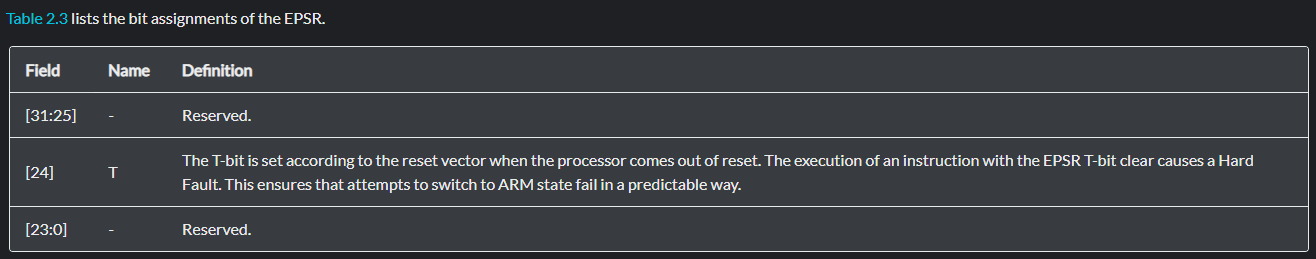 Table 2.3 lists the bit assignments of the EPSR.
Field Name Definition
[31:25] - Reserved.
[24] T The T-bit is set according to the reset vector when the processor comes out of reset. The execution of an instruction with the EPSR T-bit clear causes a Hard
Fault. This ensures that attempts to switch to ARM state fail in a predictable way.
[23:0] - Reserved.